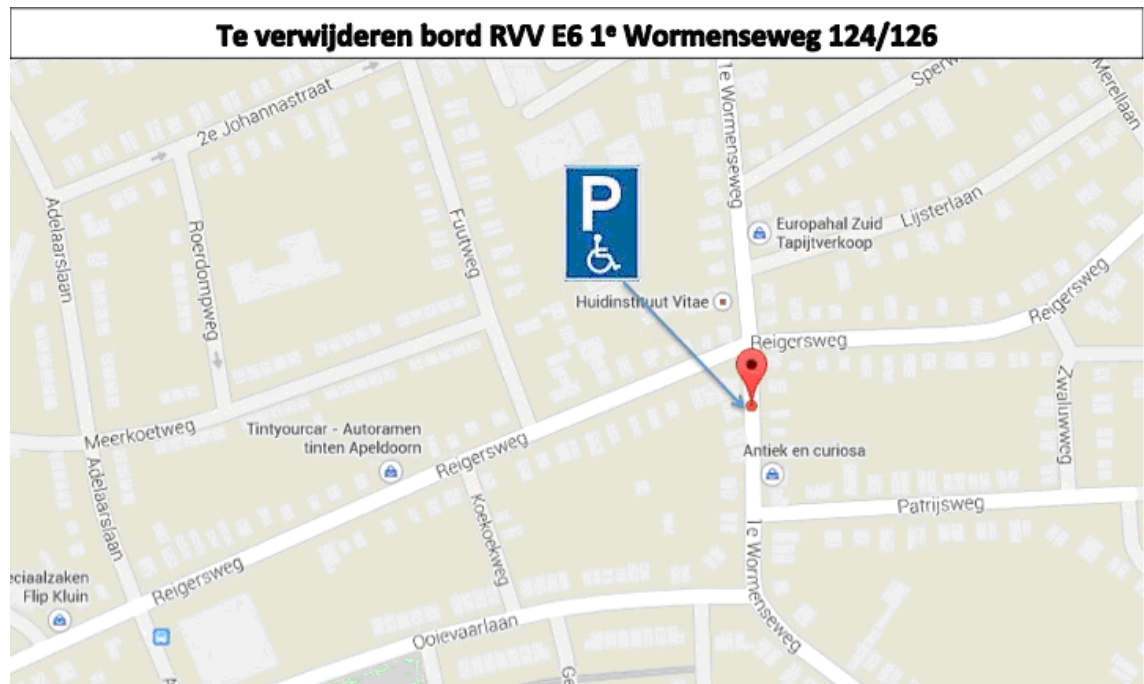 Te verwijderen bord RVV E6 1e Wormenseweg 124/126
2e Johannastraat
1e Wormenseweg
Merellaan
Adelaarslaan
Roerdompweg
Fuutweg
P
Europahal Zuid
Tapijtverkoop
Lijsterlaan
Huidinstituut Vitae
Reigersweg
Reigersweg
Zwaluwweg
Meerkoetweg
Tintyourcar - Autoramen
tinten Apeldoorn
Reigersweg
Antiek en curiosa
Adelaarslaan
Koekoekweg
Patrijsweg
1e Wormenseweg
eciaalzaken
Flip Kluin
Reigersweg
Ooievaarlaan